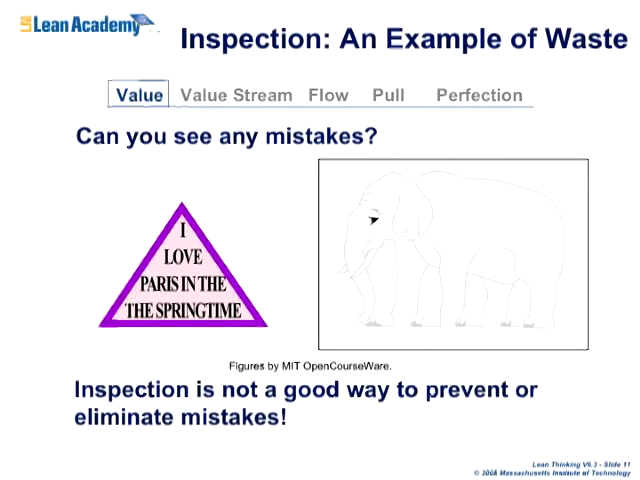 Lean Academy
Inspection: An Example of Waste
Value Value Stream Flow Pull Perfection
Can you see any mistakes?
I
LOVE
PARIS IN THE
THE SPRINGTIME
Figures by MIT OpenCourseWare.
Inspection is not a good way to prevent or
eliminate mistakes!
Lean Thinking V6.3 - Slide 11
© 2008 Massachusetts Institute of Technology